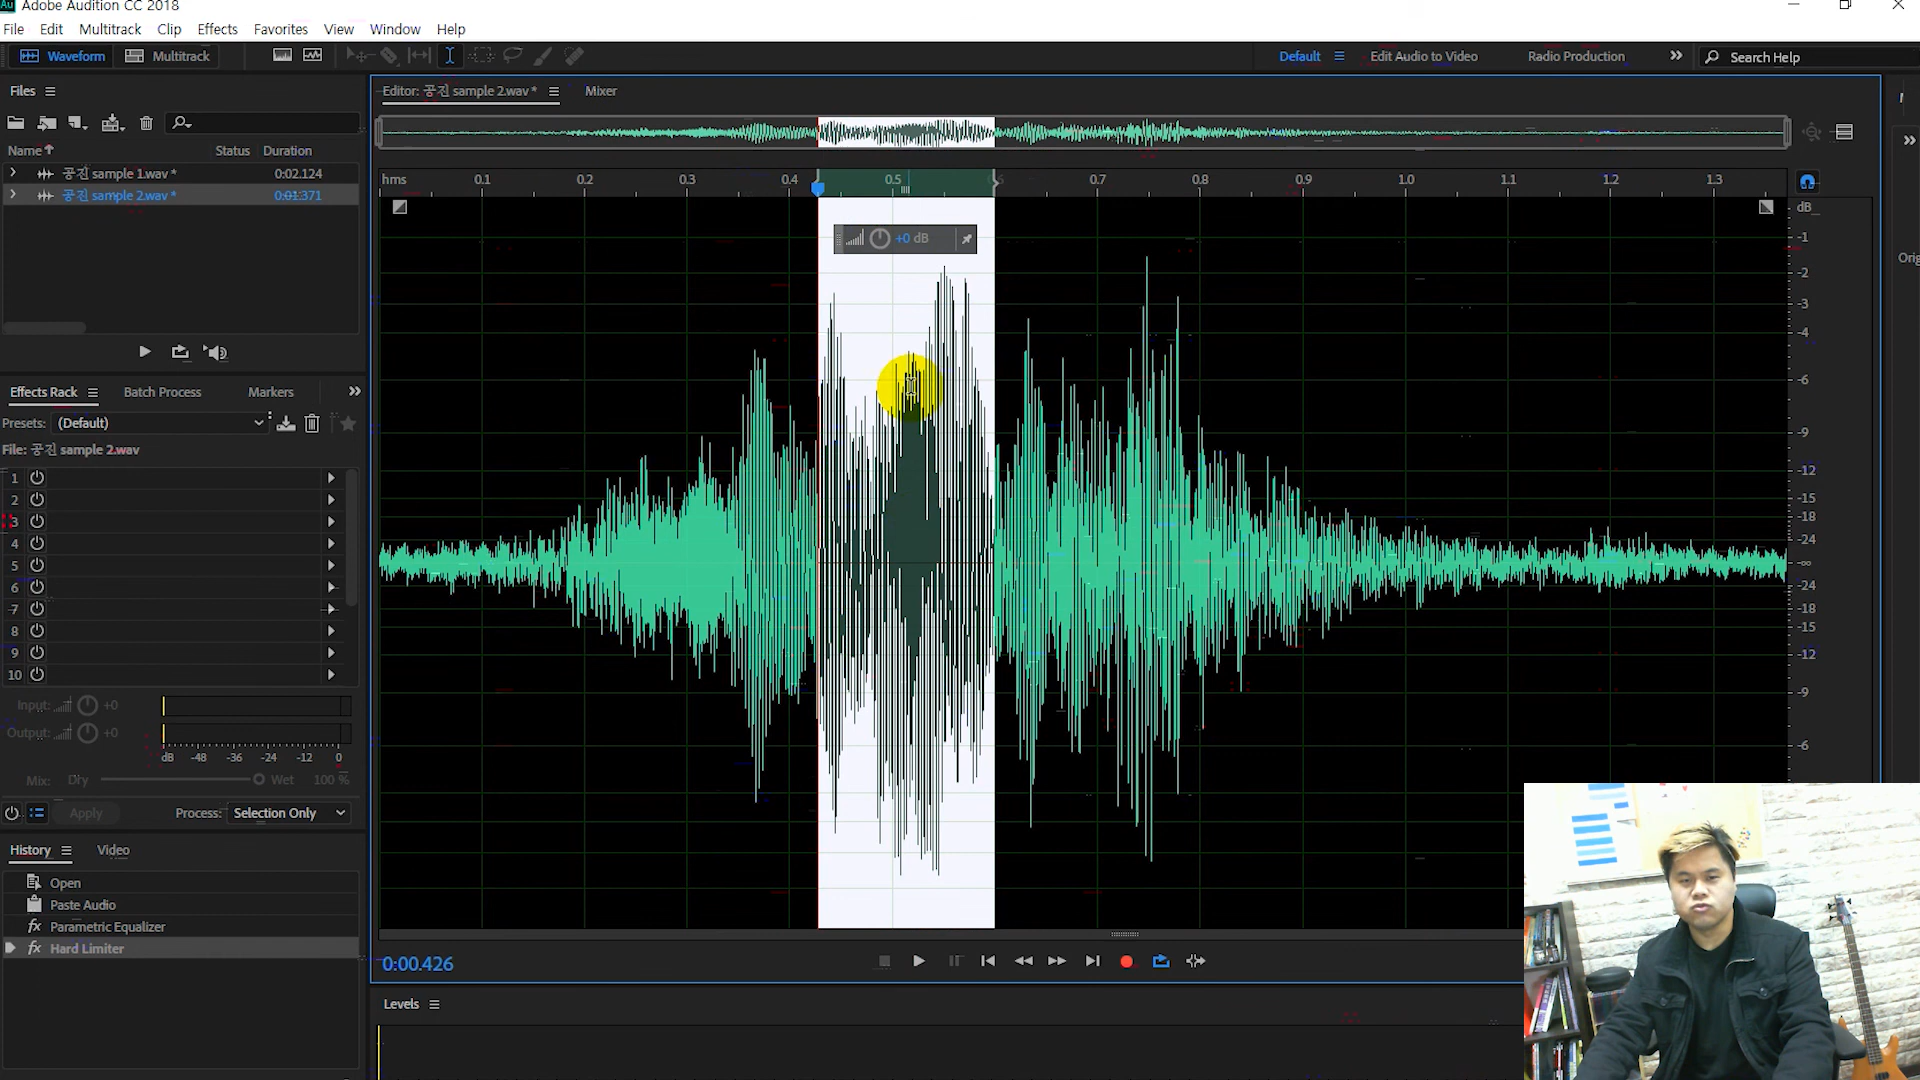 Au Adobe Audition CC 2018
File Edit Multitrack Clip Effects Favorites View Window Help
Waveform Multitrack Default Edit Audio to Video Radio Production Search Help
Files
Name Status Duration
공진 sample 1.wav * 0:02.124
공진 sample 2.wav * 0:01.371
Effects Rack Batch Process Markers
Presets: (Default)
File: 공진 sample 2.wav
1
2
3
4
5
6
7
8
9
10
Input: +0
Output: +0
dB -48 -36 -24 -12 0
Mix: Dry Wet 100 %
Apply Process: Selection Only
History Video
Open
Paste Audio
fx Parametric Equalizer
fx Hard Limiter
Editor: 공진 sample 2.wav * Mixer
hms 0.1 0.2 0.3 0.4 0.5 0.7 0.8 0.9 1.0 1.1 1.2 1.3
+0 dB
dB
-1
-2
-3
-4
-6
-9
-12
-15
-18
-24
-∞
-24
-18
-15
-12
-9
-6
Orig
0:00.426
Levels